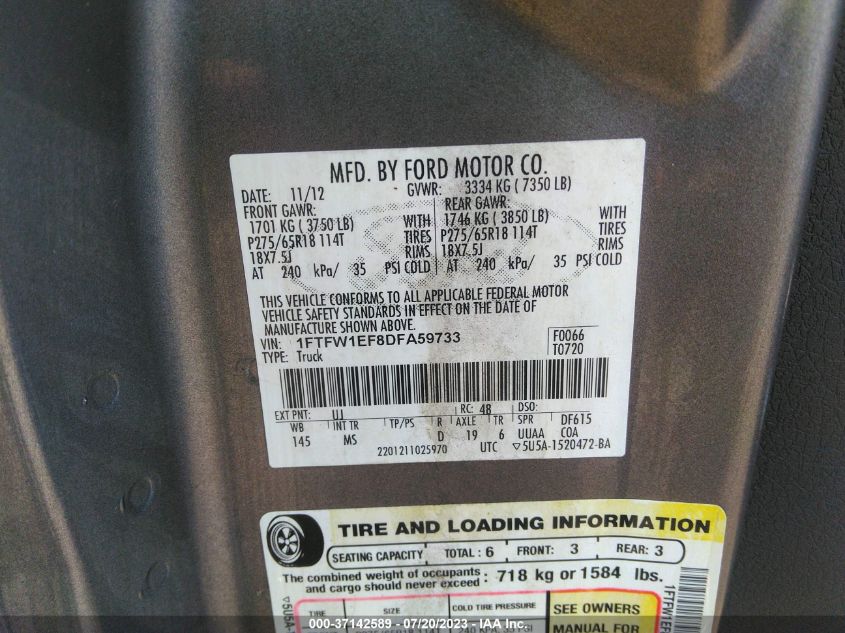 MFD. BY FORD MOTOR CO.
DATE: 11/12 GVWR: 3334 KG ( 7350 LB)
FRONT GAWR: REAR GAWR:
1701 KG ( 3750 LB) WITH 1746 KG ( 3850 LB) WITH
P275/65R18 114T TIRES P275/65R18 114T TIRES
18X7.5J RIMS 18X7.5J RIMS
AT 240 kPa/ 35 PSI COLD AT 240 kPa/ 35 PSI COLD
THIS VEHICLE CONFORMS TO ALL APPLICABLE FEDERAL MOTOR
VEHICLE SAFETY STANDARDS IN EFFECT ON THE DATE OF
MANUFACTURE SHOWN ABOVE.
VIN: 1FTFW1EF8DFA59733 F0066
TYPE: Truck T0720
EXT PNT: UJ RC: 48 DSO:
WB INT TR TP/PS R AXLE TR SPR DF615
145 MS D 19 6 UUAA COA
2201211025970 UTC ▽5U5A-1520472-BA
TIRE AND LOADING INFORMATION
SEATING CAPACITY TOTAL : 6 FRONT: 3 REAR: 3
The combined weight of occupants and cargo should never exceed : 718 kg or 1584 lbs.
TIRE SIZE COLD TIRE PRESSURE SEE OWNERS
MANUAL FOR
▽5U5A-
1FTFW1EF
000-37142589 - 07/20/2023 - IAA Inc.